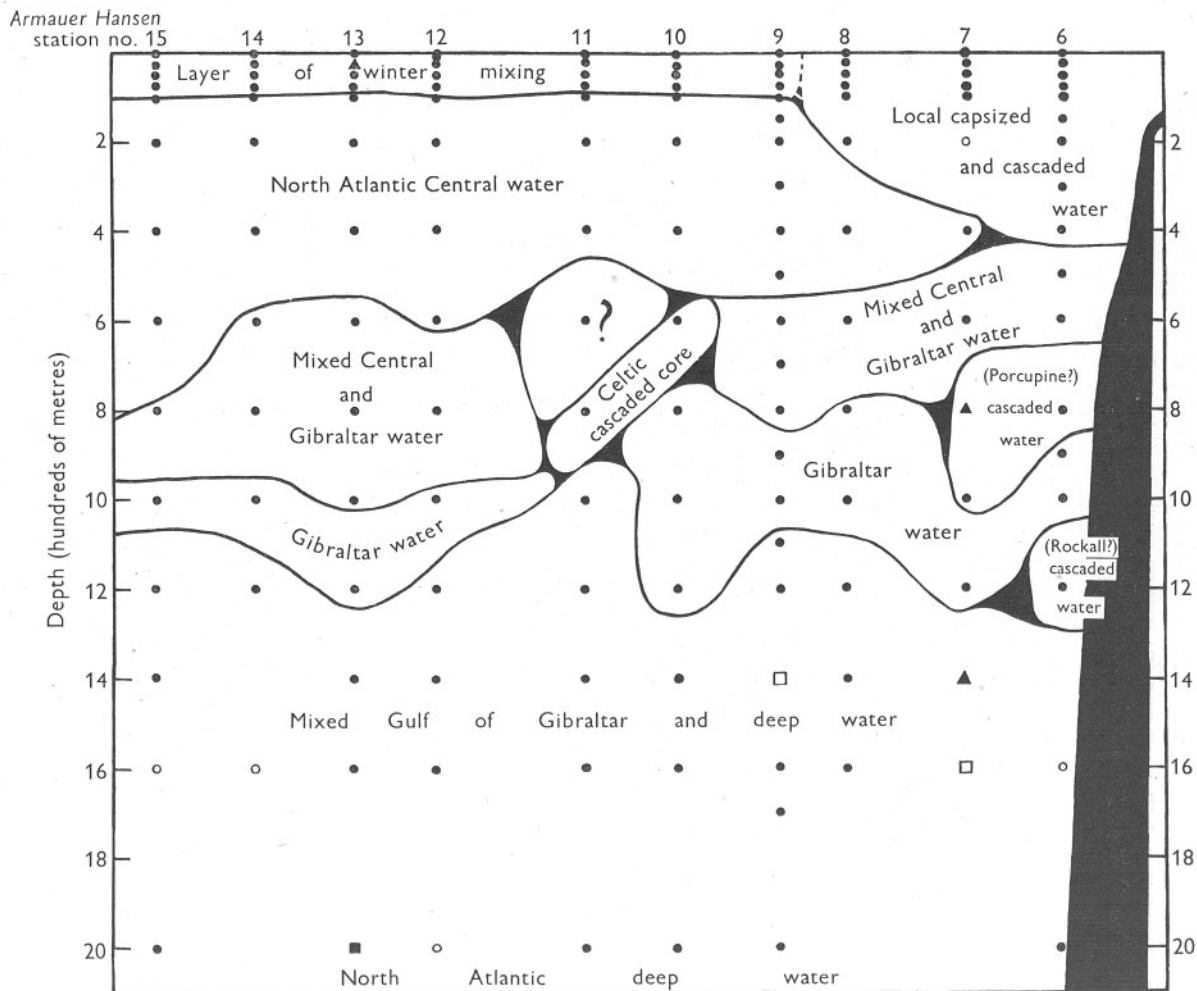 Armauer Hansen
station no. 15 14 13 12 11 10 9 8 7 6
Layer of winter mixing
Local capsized
and cascaded
water
North Atlantic Central water
2 2
4 4
6 6
8 8
10 10
12 12
14 14
16 16
18 18
20 20
Depth (hundreds of metres)
?
Celtic
cascaded core
Mixed Central
and
Gibraltar water
Mixed Central
and
Gibraltar water
(Porcupine?)
cascaded
water
Gibraltar
water
Gibraltar water
(Rockall?)
cascaded
water
Mixed Gulf of Gibraltar and deep water
North Atlantic deep water